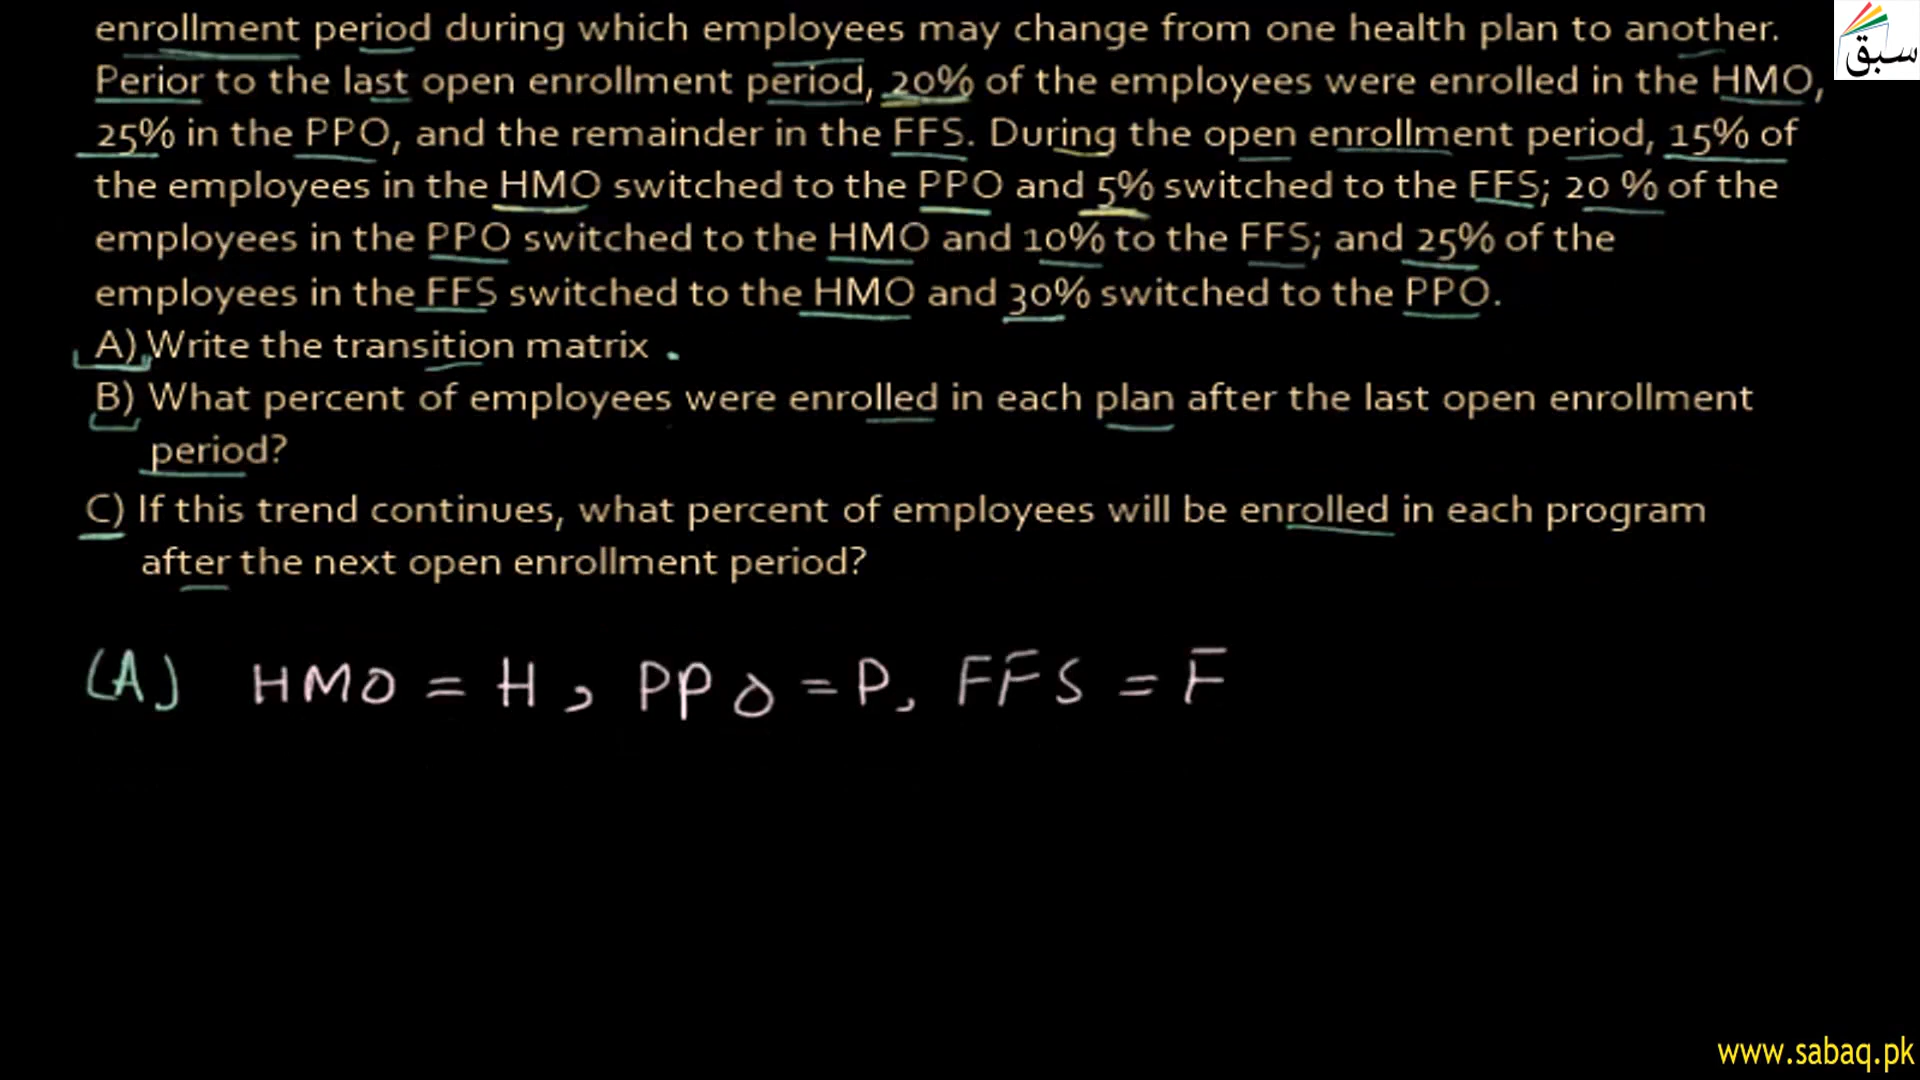 enrollment period during which employees may change from one health plan to another.
سبق
Perior to the last open enrollment period, 20% of the employees were enrolled in the HMO,
25% in the PPO, and the remainder in the FFS. During the open enrollment period, 15% of
the employees in the HMO switched to the PPO and 5% switched to the FFS; 20 % of the
employees in the PPO switched to the HMO and 10% to the FFS; and 25% of the
employees in the FFS switched to the HMO and 30% switched to the PPO.
A) Write the transition matrix .
B) What percent of employees were enrolled in each plan after the last open enrollment
period?
C) If this trend continues, what percent of employees will be enrolled in each program
after the next open enrollment period?
(A) HMO = H , PPO = P, FFS = F
www.sabaq.pk